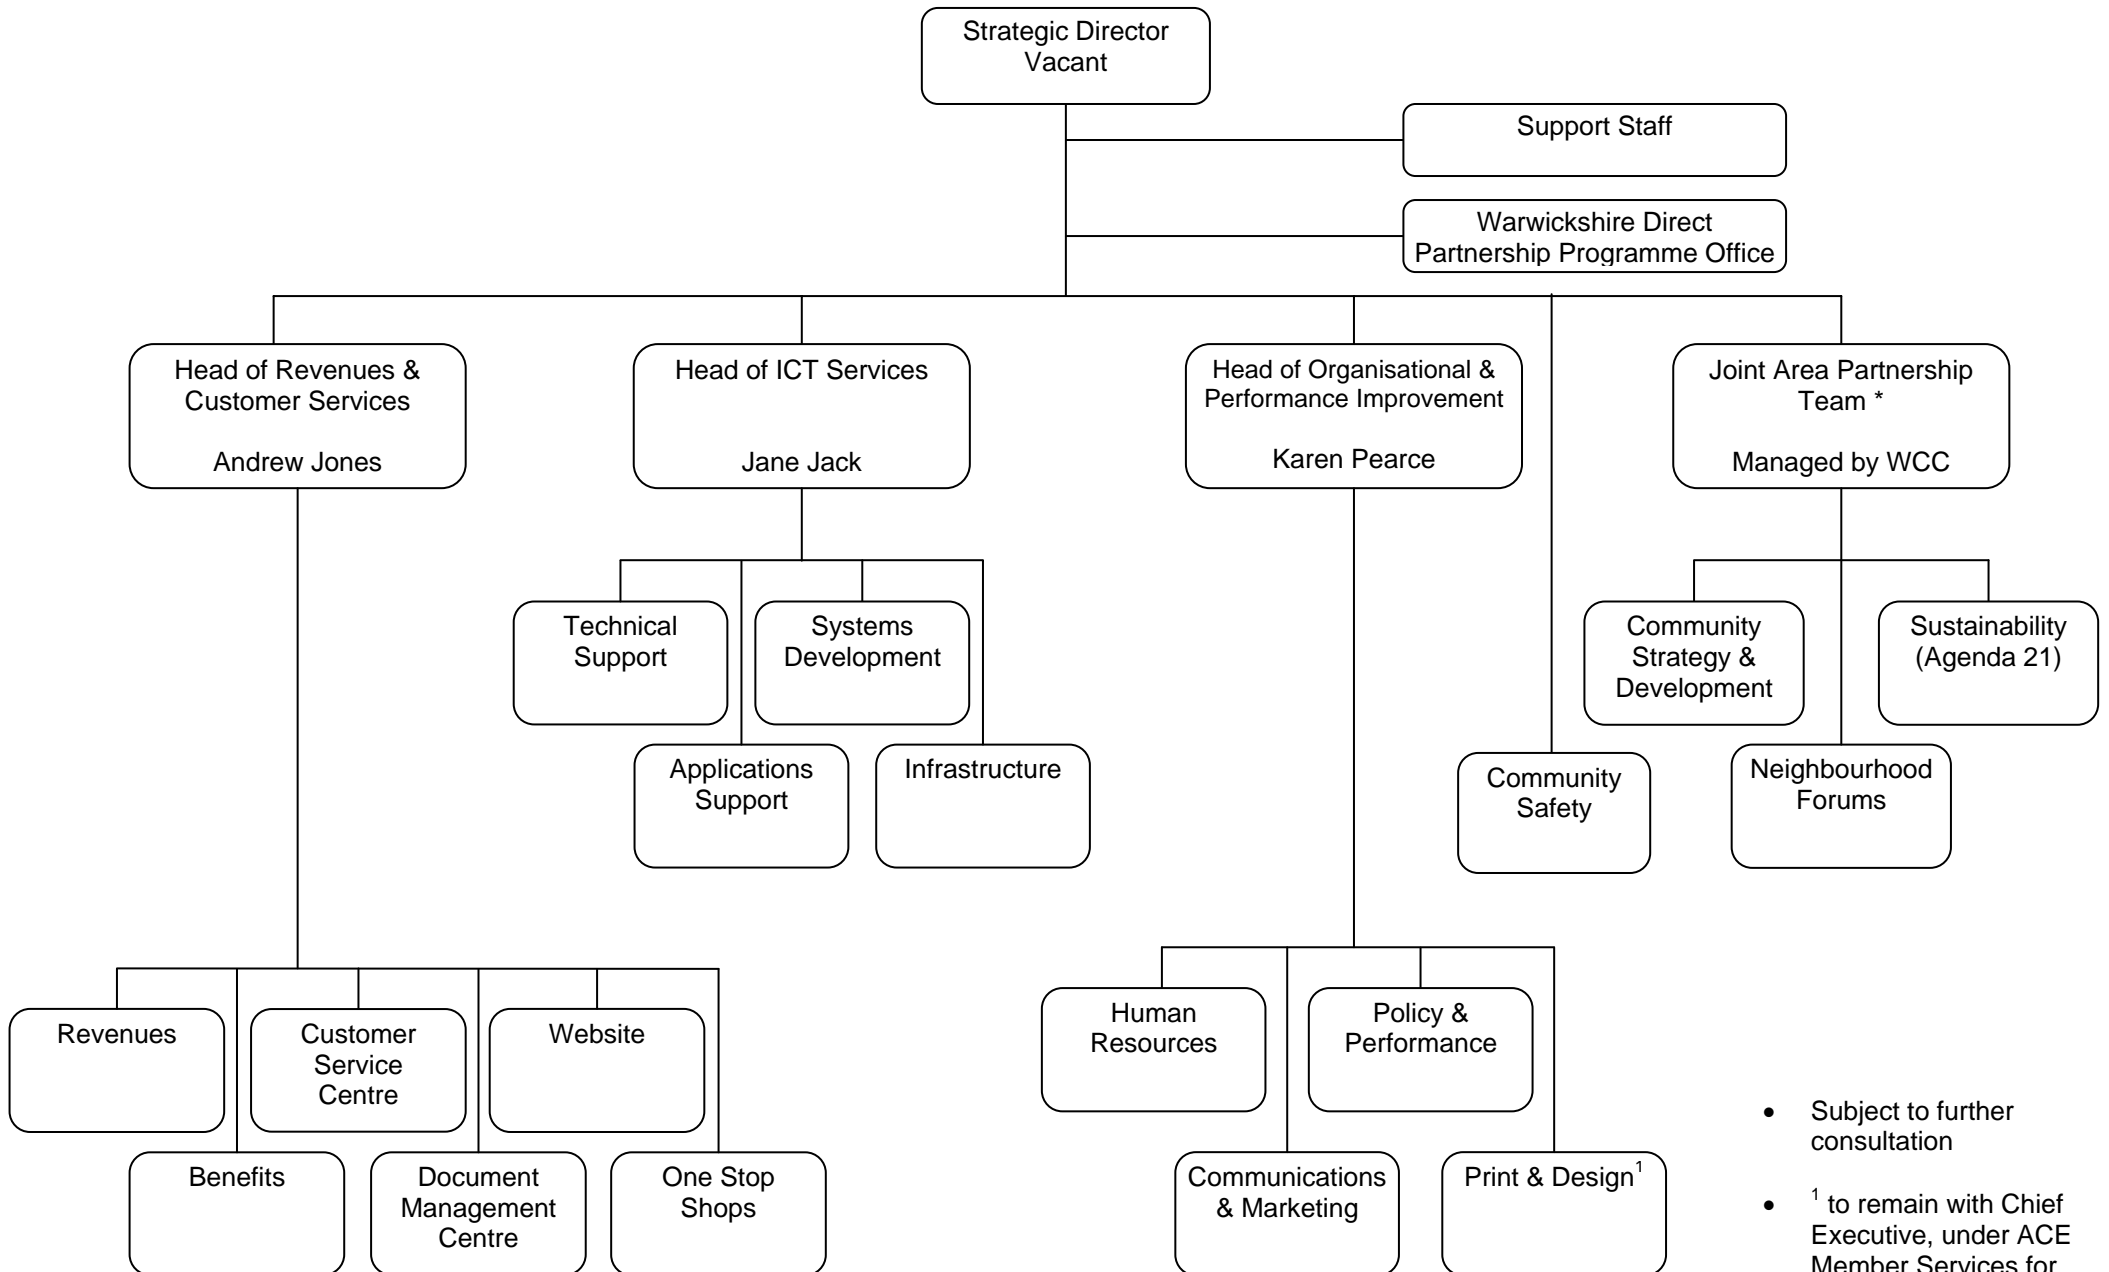 Strategic Director
Vacant
Support Staff
Warwickshire Direct
Partnership Programme Office
Head of Revenues &
Customer Services
Andrew Jones
Head of ICT Services
Jane Jack
Head of Organisational &
Performance Improvement
Karen Pearce
Joint Area Partnership
Team *
Managed by WCC
Technical
Support
Systems
Development
Applications
Support
Infrastructure
Community
Safety
Community
Strategy &
Development
Sustainability
(Agenda 21)
Neighbourhood
Forums
Revenues
Customer
Service
Centre
Website
Benefits
Document
Management
Centre
One Stop
Shops
Human
Resources
Policy &
Performance
Communications
& Marketing
Print & Design¹
• Subject to further
consultation
• ¹ to remain with Chief
Executive, under ACE
Member Services for